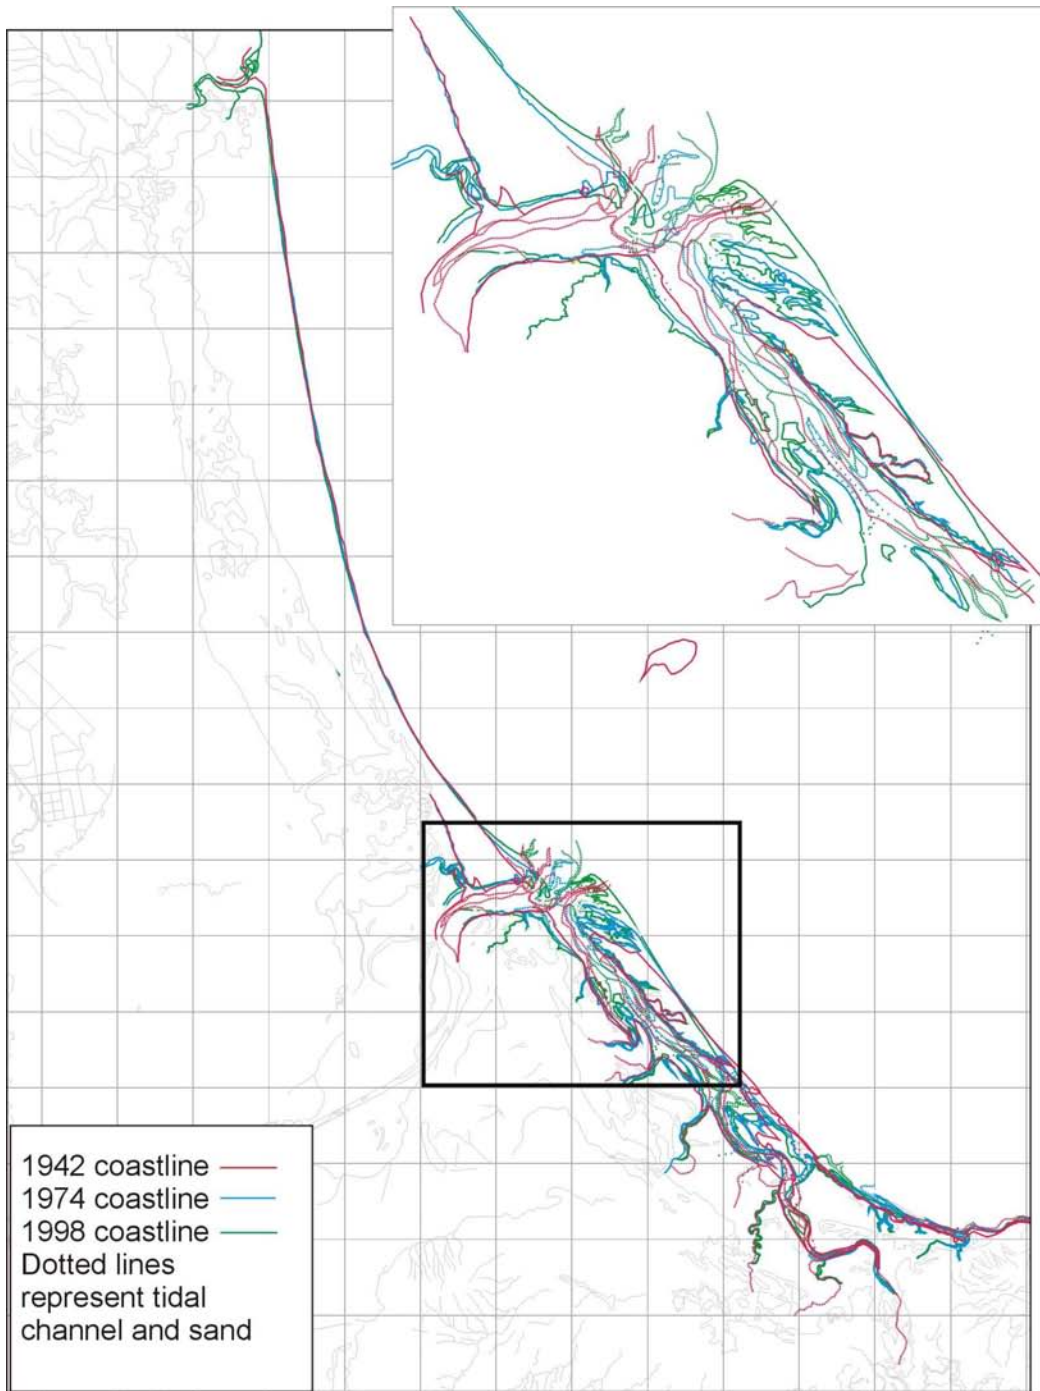 1942 coastline
1974 coastline
1998 coastline
Dotted lines
represent tidal
channel and sand